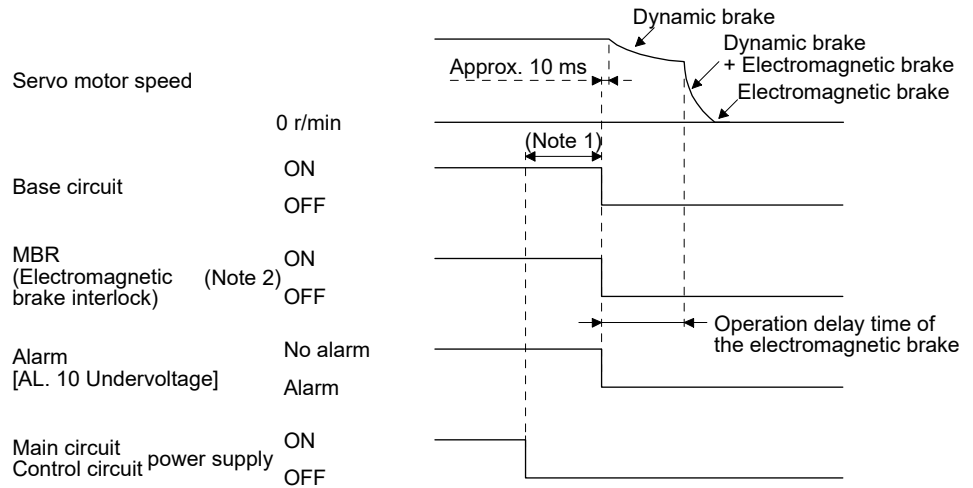 Dynamic brake
Dynamic brake
+ Electromagnetic brake
Electromagnetic brake
Approx. 10 ms
Servo motor speed
0 r/min
(Note 1)
ON
Base circuit
OFF
MBR
(Electromagnetic
brake interlock)
(Note 2)
ON
OFF
Operation delay time of
the electromagnetic brake
Alarm
[AL. 10 Undervoltage]
No alarm
Alarm
Main circuit
Control circuit
power supply
ON
OFF